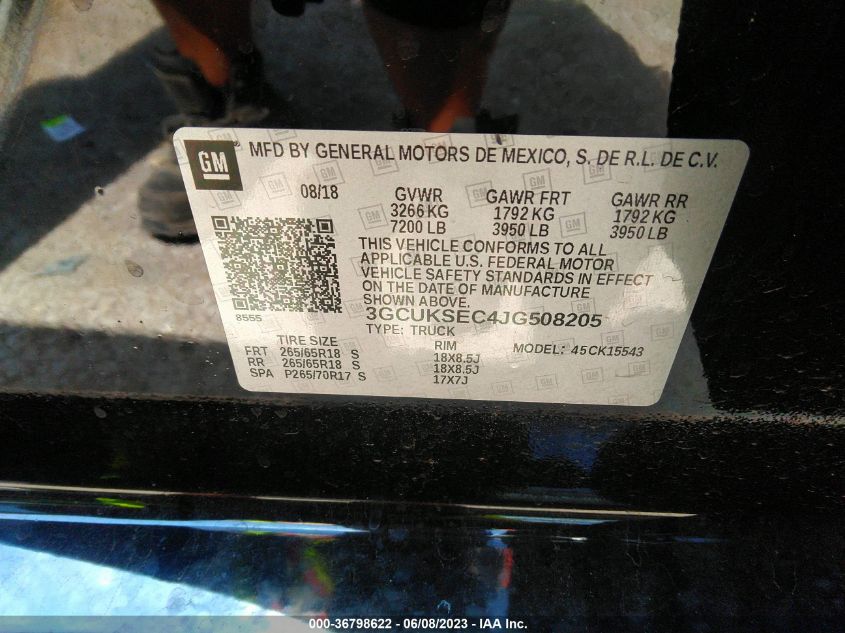 GM MFD BY GENERAL MOTORS DE MEXICO, S. DE R.L. DE C.V.
08/18 GVWR GAWR FRT GAWR RR
3266 KG 1792 KG 1792 KG
7200 LB 3950 LB 3950 LB
THIS VEHICLE CONFORMS TO ALL
APPLICABLE U.S. FEDERAL MOTOR
VEHICLE SAFETY STANDARDS IN EFFECT
ON THE DATE OF MANUFACTURE
SHOWN ABOVE.
8555 3GCUKSEC4JG508205
TYPE: TRUCK
TIRE SIZE RIM MODEL: 45CK15543
FRT 265/65R18 S 18X8.5J
RR 265/65R18 S 18X8.5J
SPA P265/70R17 S 17X7J
000-36798622 - 06/08/2023 - IAA Inc.